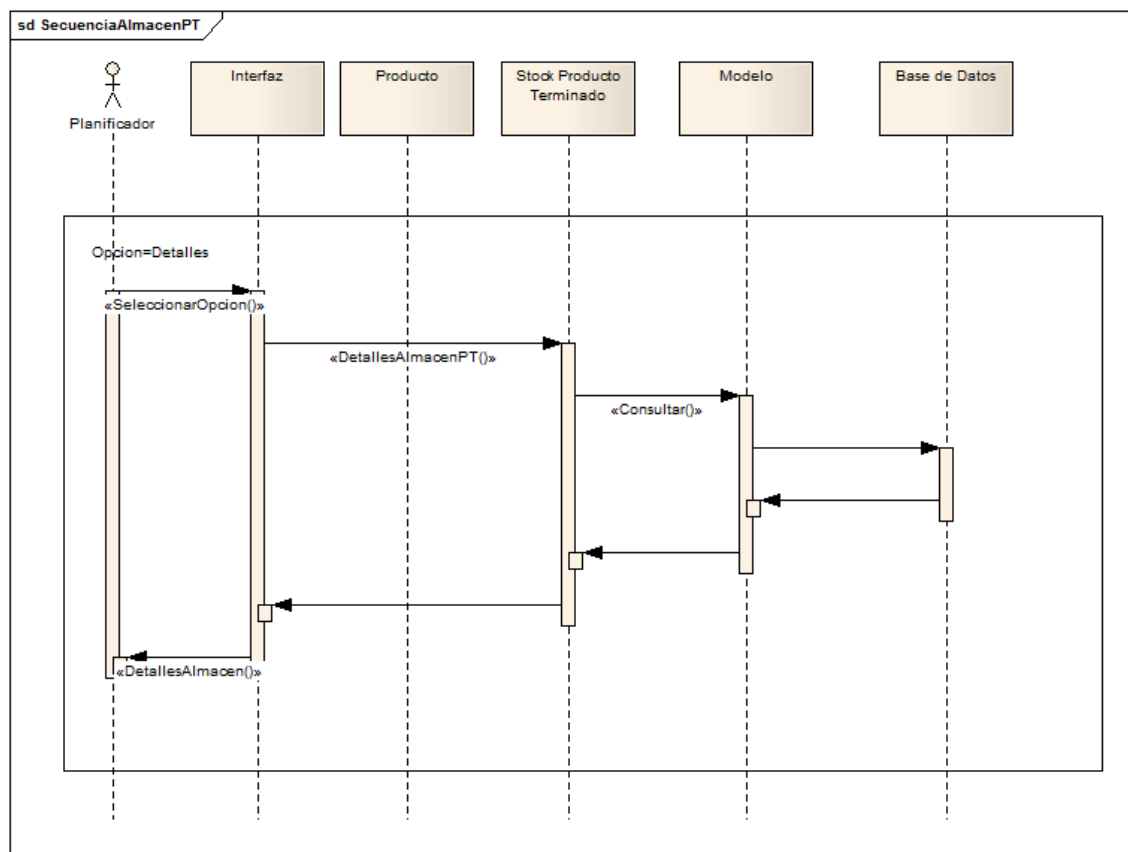 sd SecuenciaAlmacenPT
Planificador
Interfaz
Producto
Stock Producto
Terminado
Modelo
Base de Datos
Opcion=Detalles
«SeleccionarOpcion()»
«DetallesAlmacenPT()»
«Consultar()»
«DetallesAlmacen()»